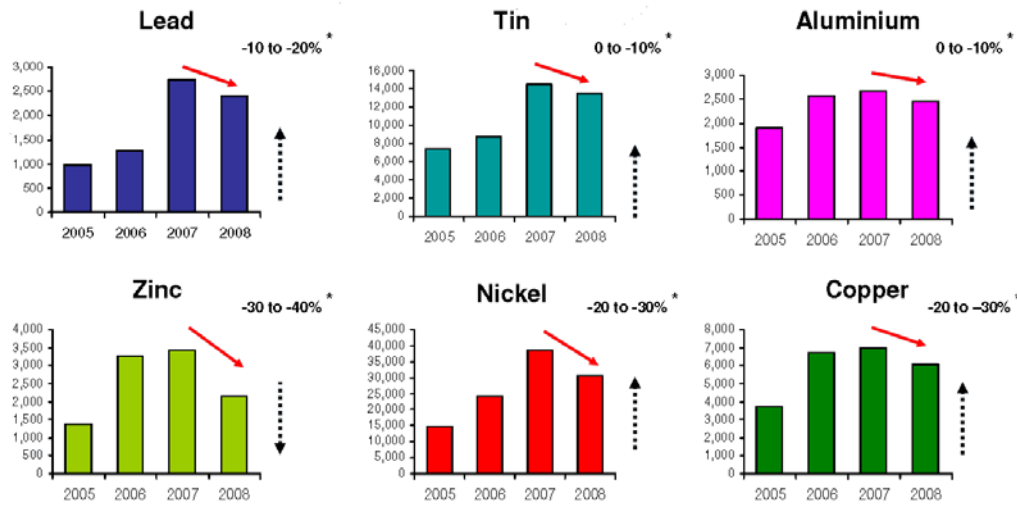 Lead
-10 to -20% *
3,000
2,500
2,000
1,500
1,000
500
0
2005 2006 2007 2008
Tin
0 to -10% *
16,000
14,000
12,000
10,000
8,000
6,000
4,000
2,000
0
2005 2006 2007 2008
Aluminium
0 to -10% *
3,000
2,500
2,000
1,500
1,000
500
0
2005 2006 2007 2008
Zinc
-30 to -40% *
4,000
3,500
3,000
2,500
2,000
1,500
1,000
500
0
2005 2006 2007 2008
Nickel
-20 to -30% *
45,000
40,000
35,000
30,000
25,000
20,000
15,000
10,000
5,000
0
2005 2006 2007 2008
Copper
-20 to –30% *
8,000
7,000
6,000
5,000
4,000
3,000
2,000
1,000
0
2005 2006 2007 2008